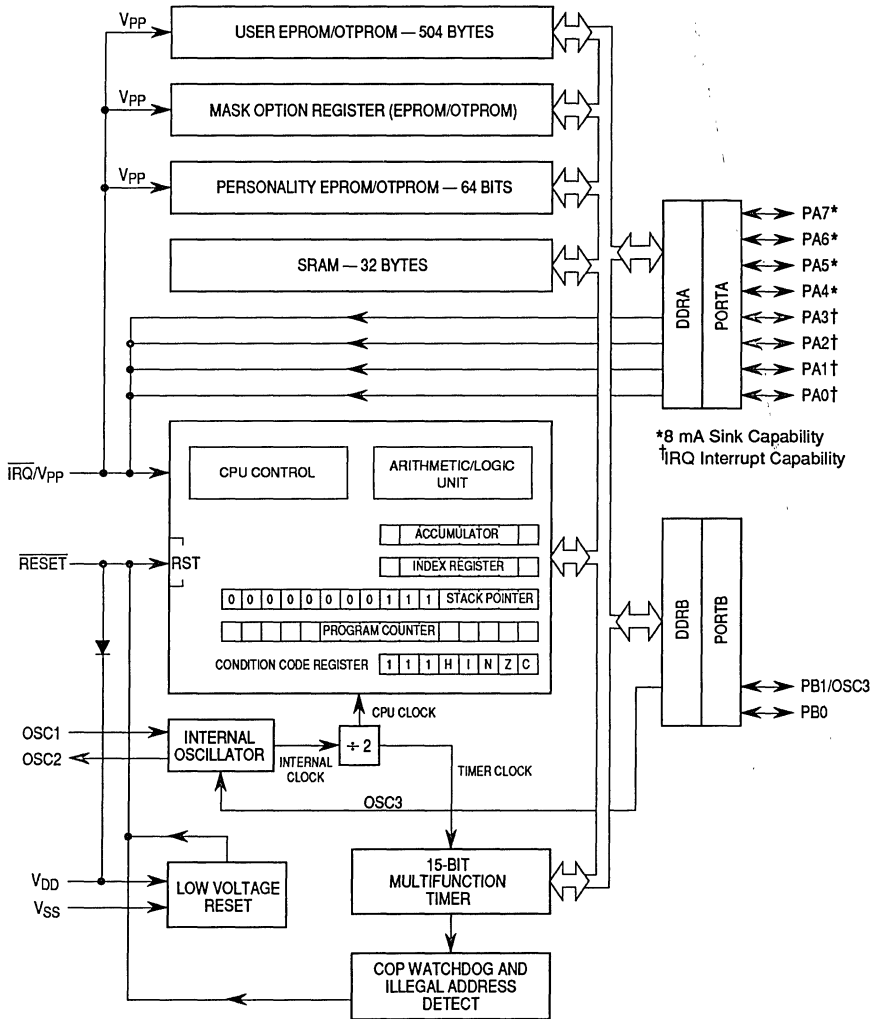 VPP
USER EPROM/OTPROM — 504 BYTES
VPP
MASK OPTION REGISTER (EPROM/OTPROM)
VPP
PERSONALITY EPROM/OTPROM — 64 BITS
SRAM — 32 BYTES
DDRA
PORTA
PA7*
PA6*
PA5*
PA4*
PA3†
PA2†
PA1†
PA0†
*8 mA Sink Capability
†IRQ Interrupt Capability
IRQ/VPP
CPU CONTROL
ARITHMETIC/LOGIC
UNIT
RESET
RST
ACCUMULATOR
INDEX REGISTER
0 0 0 0 0 0 0 0 1 1 1 STACK POINTER
PROGRAM COUNTER
CONDITION CODE REGISTER 1 1 1 H I N Z C
DDRB
PORTB
PB1/OSC3
PB0
CPU CLOCK
OSC1
OSC2
INTERNAL
OSCILLATOR
INTERNAL
CLOCK
÷ 2
TIMER CLOCK
OSC3
VDD
VSS
LOW VOLTAGE
RESET
15-BIT
MULTIFUNCTION
TIMER
COP WATCHDOG AND
ILLEGAL ADDRESS
DETECT